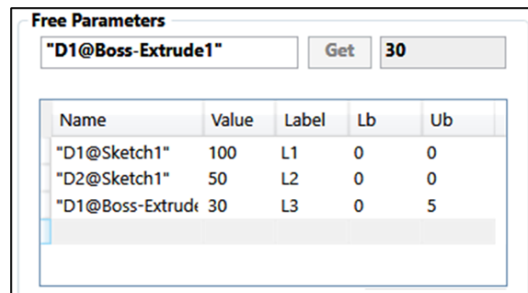 Free Parameters
"D1@Boss-Extrude1" Get 30
Name Value Label Lb Ub
"D1@Sketch1" 100 L1 0 0
"D2@Sketch1" 50 L2 0 0
"D1@Boss-Extrude 30 L3 0 5